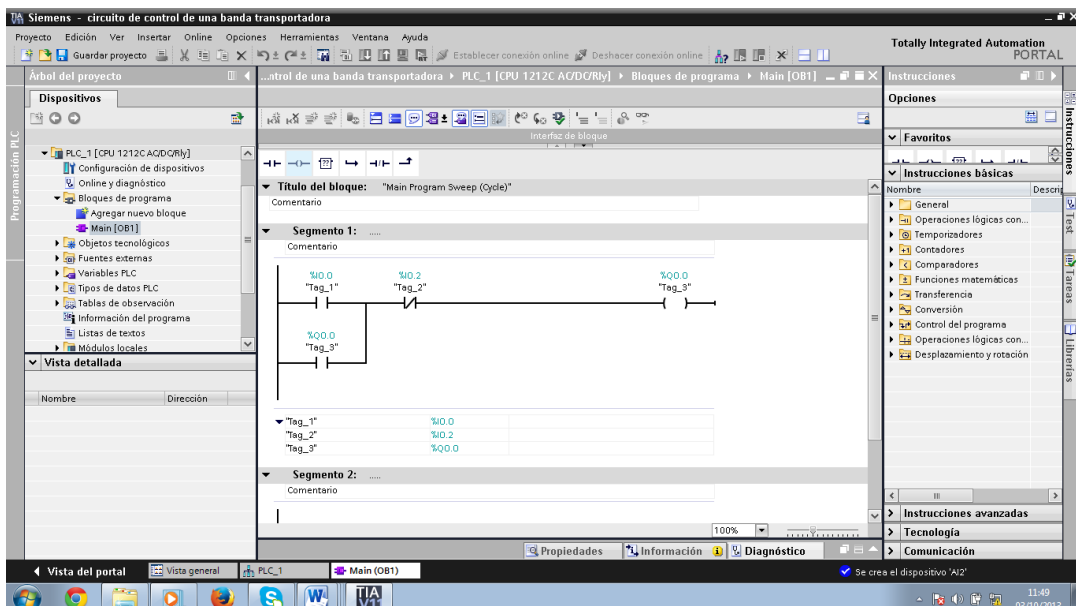 Siemens - circuito de control de una banda transportadora
Proyecto Edición Ver Insertar Online Opciones Herramientas Ventana Ayuda
Totally Integrated Automation
PORTAL
Guardar proyecto
Establecer conexión online
Deshacer conexión online
Árbol del proyecto
Dispositivos
Programación PLC
PLC_1 [CPU 1212C AC/DC/Rly]
Configuración de dispositivos
Online y diagnóstico
Bloques de programa
Agregar nuevo bloque
Main [OB1]
Objetos tecnológicos
Fuentes externas
Variables PLC
Tipos de datos PLC
Tablas de observación
Información del programa
Listas de textos
Módulos locales
Vista detallada
Nombre Dirección
...ntrol de una banda transportadora PLC_1 [CPU 1212C AC/DC/Rly] Bloques de programa Main [OB1]
Interfaz de bloque
Título del bloque: "Main Program Sweep (Cycle)"
Comentario
Segmento 1: .....
Comentario
%I0.0 %I0.2 %Q0.0
"Tag_1" "Tag_2" "Tag_3"
%Q0.0
"Tag_3"
"Tag_1" %I0.0
"Tag_2" %I0.2
"Tag_3" %Q0.0
Segmento 2: .....
Comentario
100%
Propiedades Información Diagnóstico
Instrucciones
Opciones
Favoritos
Instrucciones básicas
Nombre Descrip
General
Operaciones lógicas con...
Temporizadores
Contadores
Comparadores
Funciones matemáticas
Transferencia
Conversión
Control del programa
Operaciones lógicas con...
Desplazamiento y rotación
Instrucciones avanzadas
Tecnología
Comunicación
Instrucciones
Test
Tareas
Librerías
Vista del portal Vista general PLC_1 Main (OB1)
Se crea el dispositivo 'AI2'
TIA
V11
11:49
03/10/2013